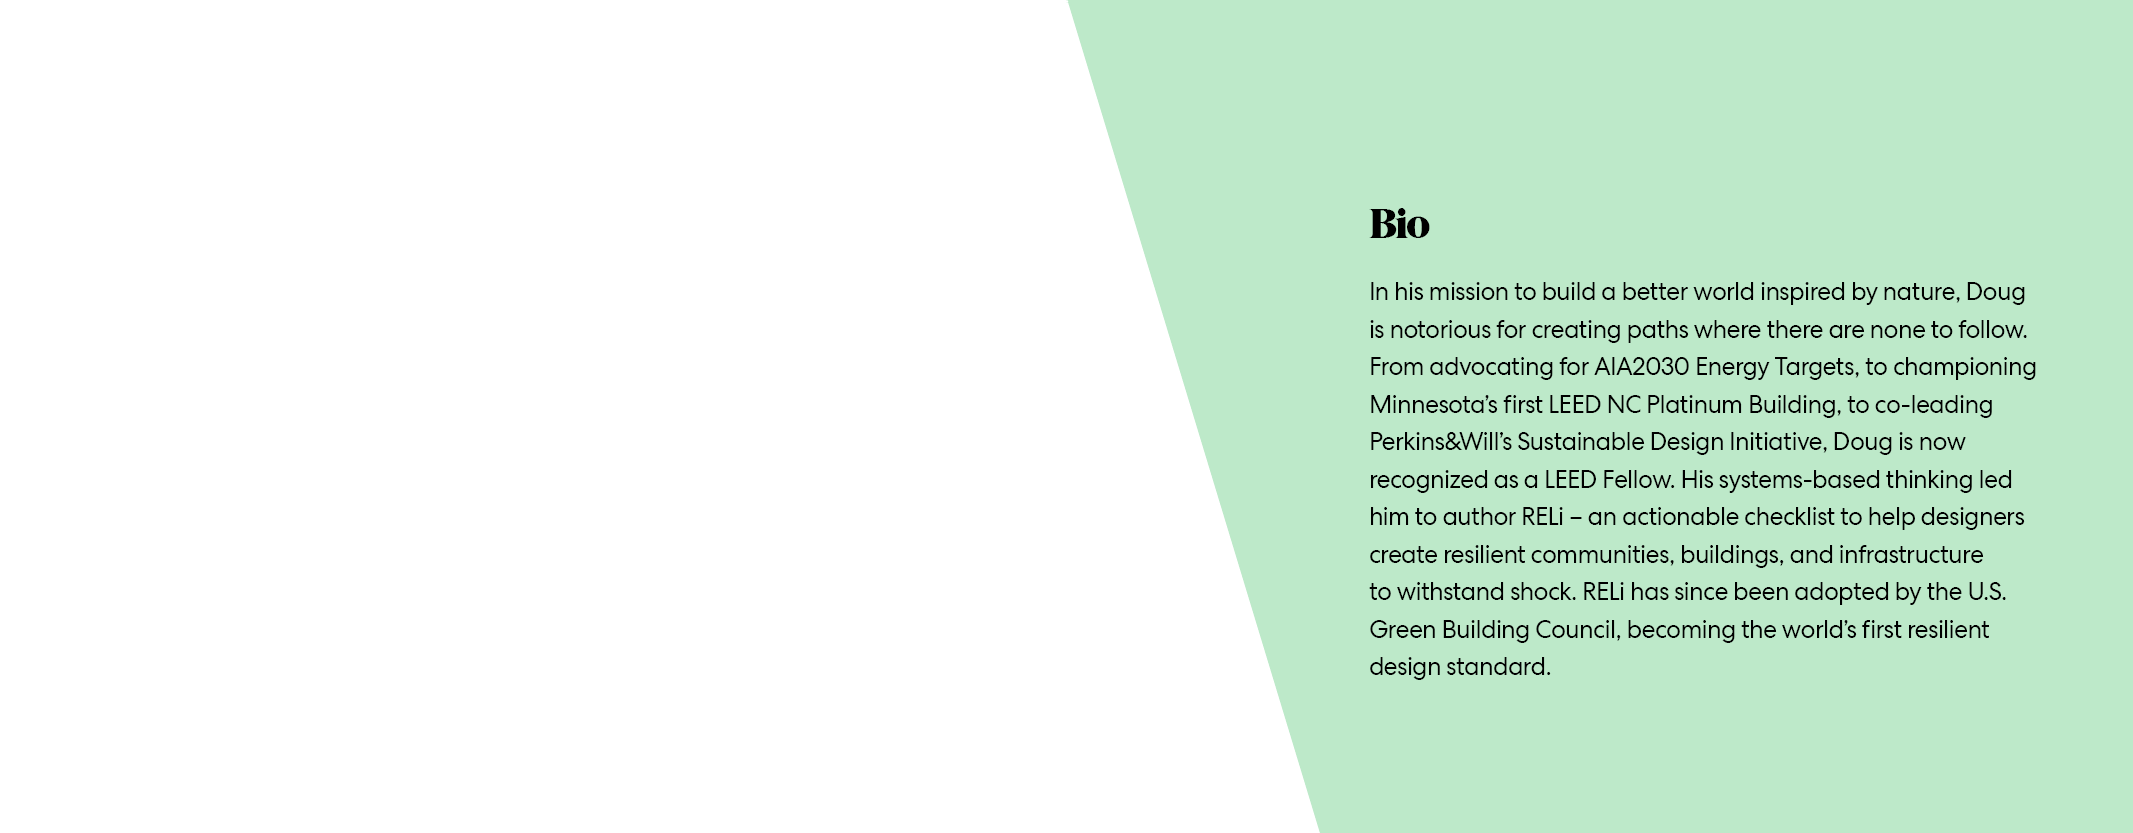 Bio
In his mission to build a better world inspired by nature, Doug
is notorious for creating paths where there are none to follow.
From advocating for AIA2030 Energy Targets, to championing
Minnesota’s first LEED NC Platinum Building, to co-leading
Perkins&Will’s Sustainable Design Initiative, Doug is now
recognized as a LEED Fellow. His systems-based thinking led
him to author RELi – an actionable checklist to help designers
create resilient communities, buildings, and infrastructure
to withstand shock. RELi has since been adopted by the U.S.
Green Building Council, becoming the world’s first resilient
design standard.